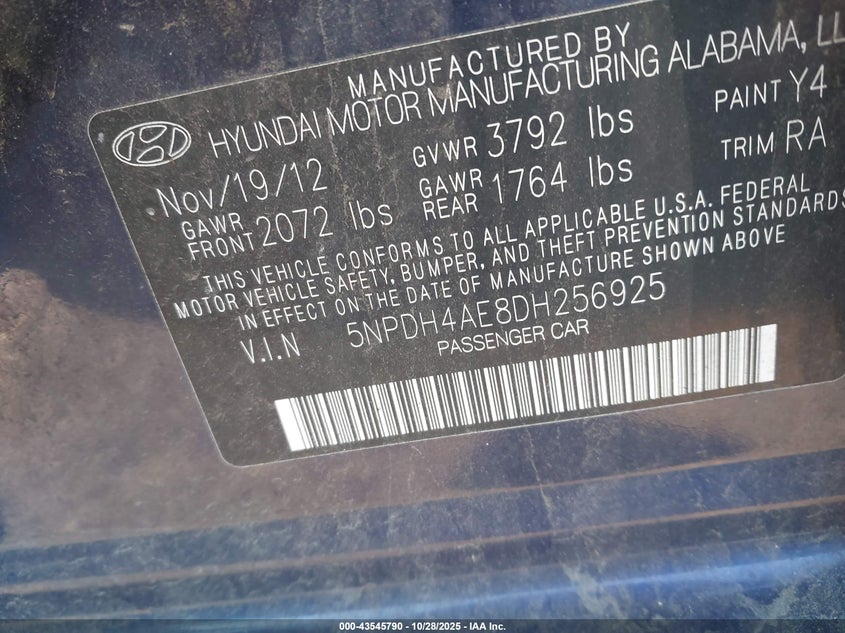 MANUFACTURED BY
HYUNDAI MOTOR MANUFACTURING ALABAMA, LL
Nov/19/12 GVWR 3792 lbs PAINT Y4
GAWR FRONT 2072 lbs GAWR REAR 1764 lbs TRIM RA
THIS VEHICLE CONFORMS TO ALL APPLICABLE U.S.A. FEDERAL
MOTOR VEHICLE SAFETY, BUMPER, AND THEFT PREVENTION STANDARDS
IN EFFECT ON THE DATE OF MANUFACTURE SHOWN ABOVE
V.I.N 5NPDH4AE8DH256925
PASSENGER CAR
000-43545790 - 10/28/2025 - IAA Inc.